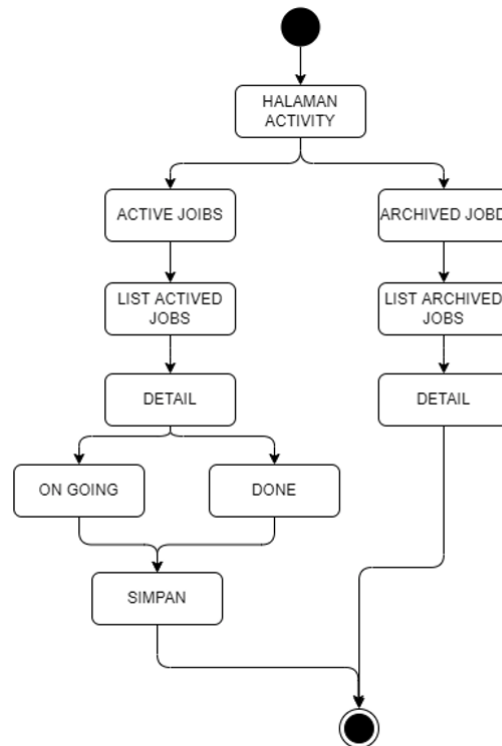 HALAMAN
ACTIVITY
ACTIVE JOIBS
ARCHIVED JOBD
LIST ACTIVED
JOBS
LIST ARCHIVED
JOBS
DETAIL
DETAIL
ON GOING
DONE
SIMPAN